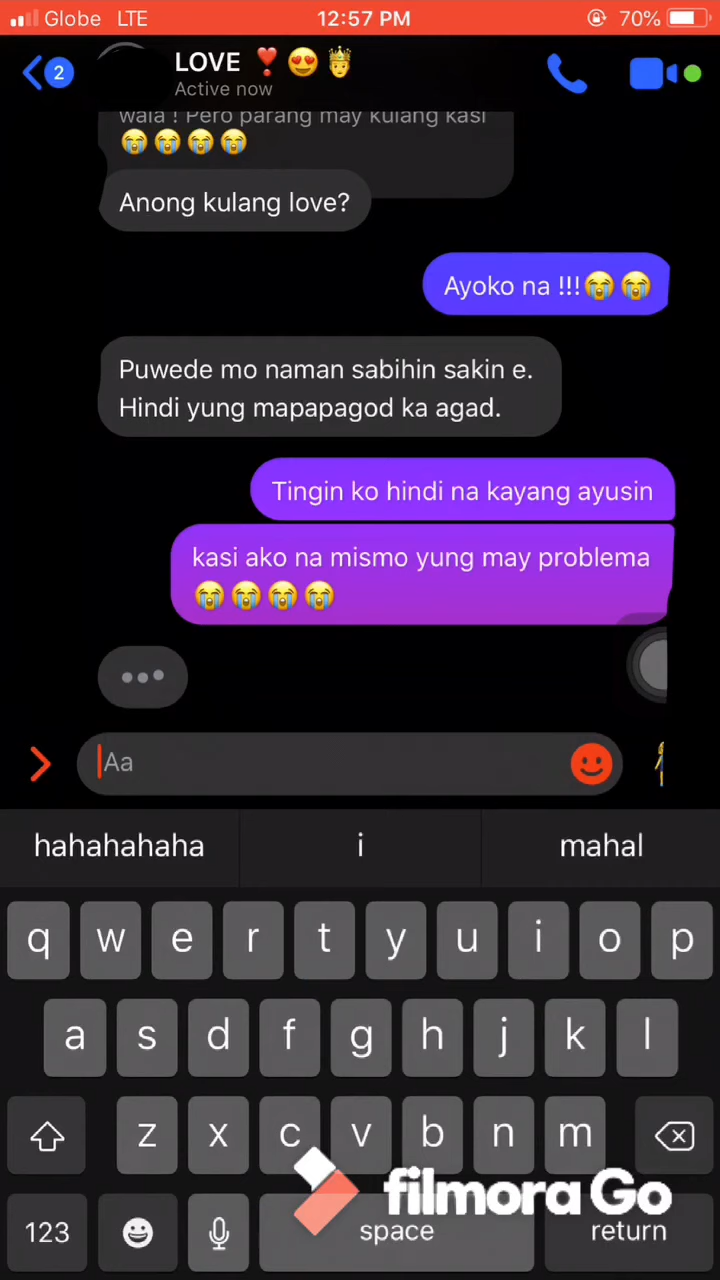 Globe LTE 12:57 PM 70%
2
LOVE ❣️😍🤴
Active now
wala ! Pero parang may kulang kasi
😭😭😭😭
Anong kulang love?
Ayoko na !!!😭😭
Puwede mo naman sabihin sakin e.
Hindi yung mapapagod ka agad.
Tingin ko hindi na kayang ayusin
kasi ako na mismo yung may problema
😭😭😭😭
Aa
hahahahaha i mahal
q w e r t y u i o p
a s d f g h j k l
z x c v b n m
filmora Go
123 space return